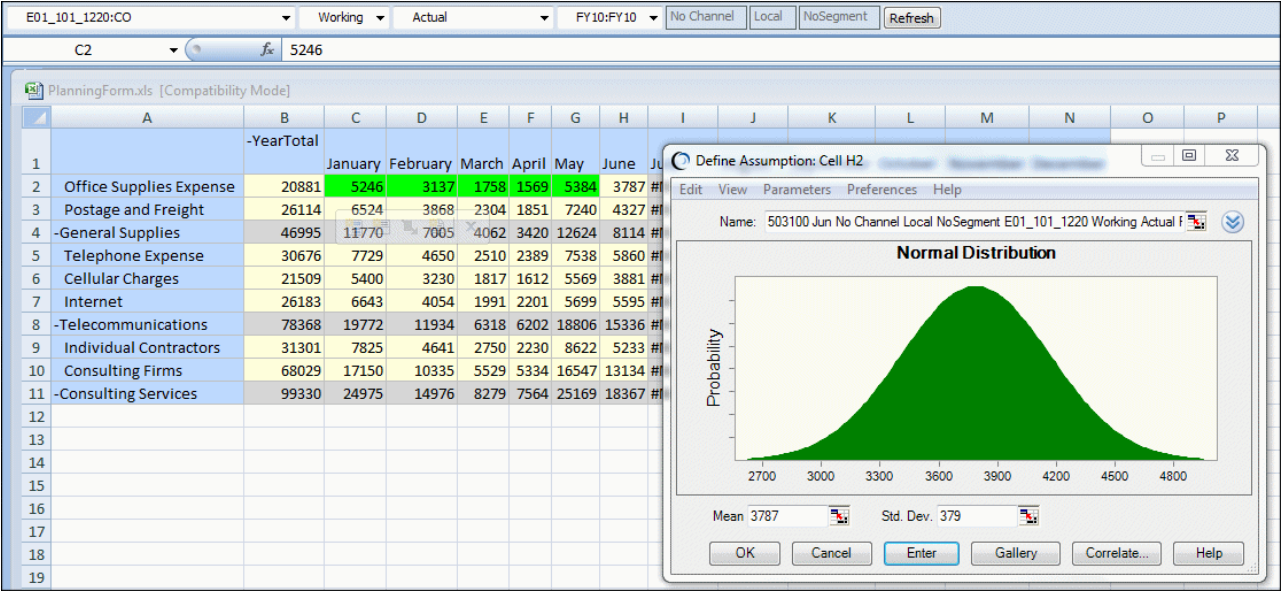 E01_101_1220:CO Working Actual FY10:FY10 No Channel Local NoSegment Refresh
C2 fx 5246
PlanningForm.xls [Compatibility Mode]
A B C D E F G H I J K L M N O P
1 -YearTotal January February March April May June
2 Office Supplies Expense 20881 5246 3137 1758 1569 5384 3787
3 Postage and Freight 26114 6524 3868 2304 1851 7240 4327
4 -General Supplies 46995 11770 7005 4062 3420 12624 8114
5 Telephone Expense 30676 7729 4650 2510 2389 7538 5860
6 Cellular Charges 21509 5400 3230 1817 1612 5569 3881
7 Internet 26183 6643 4054 1991 2201 5699 5595
8 -Telecommunications 78368 19772 11934 6318 6202 18806 15336
9 Individual Contractors 31301 7825 4641 2750 2230 8622 5233
10 Consulting Firms 68029 17150 10335 5529 5334 16547 13134
11 -Consulting Services 99330 24975 14976 8279 7564 25169 18367
12
13
14
15
16
17
18
19
Define Assumption: Cell H2
Edit View Parameters Preferences Help
Name: 503100 Jun No Channel Local NoSegment E01_101_1220 Working Actual
Normal Distribution
Probability
2700 3000 3300 3600 3900 4200 4500 4800
Mean 3787 Std. Dev. 379
OK Cancel Enter Gallery Correlate... Help